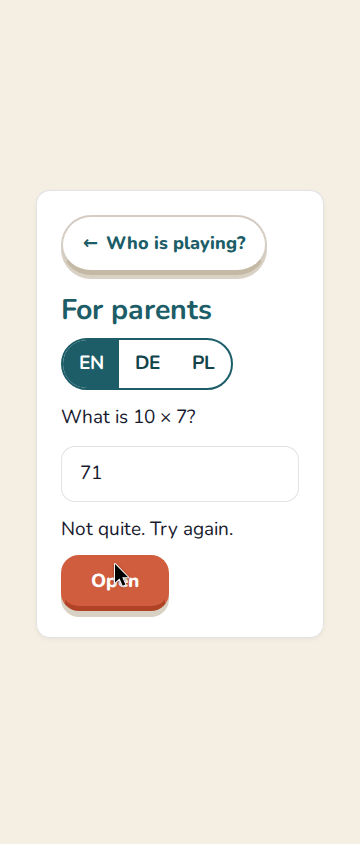 ← Who is playing?
For parents
EN DE PL
What is 10 × 7?
71
Not quite. Try again.
Open